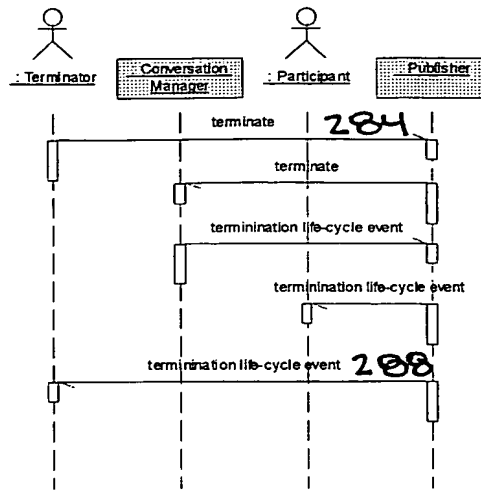 : Terminator
Conversation
Manager
: Participant
Publisher
terminate 284
terminate
terminination life-cycle event
terminination life-cycle event
terminination life-cycle event 288